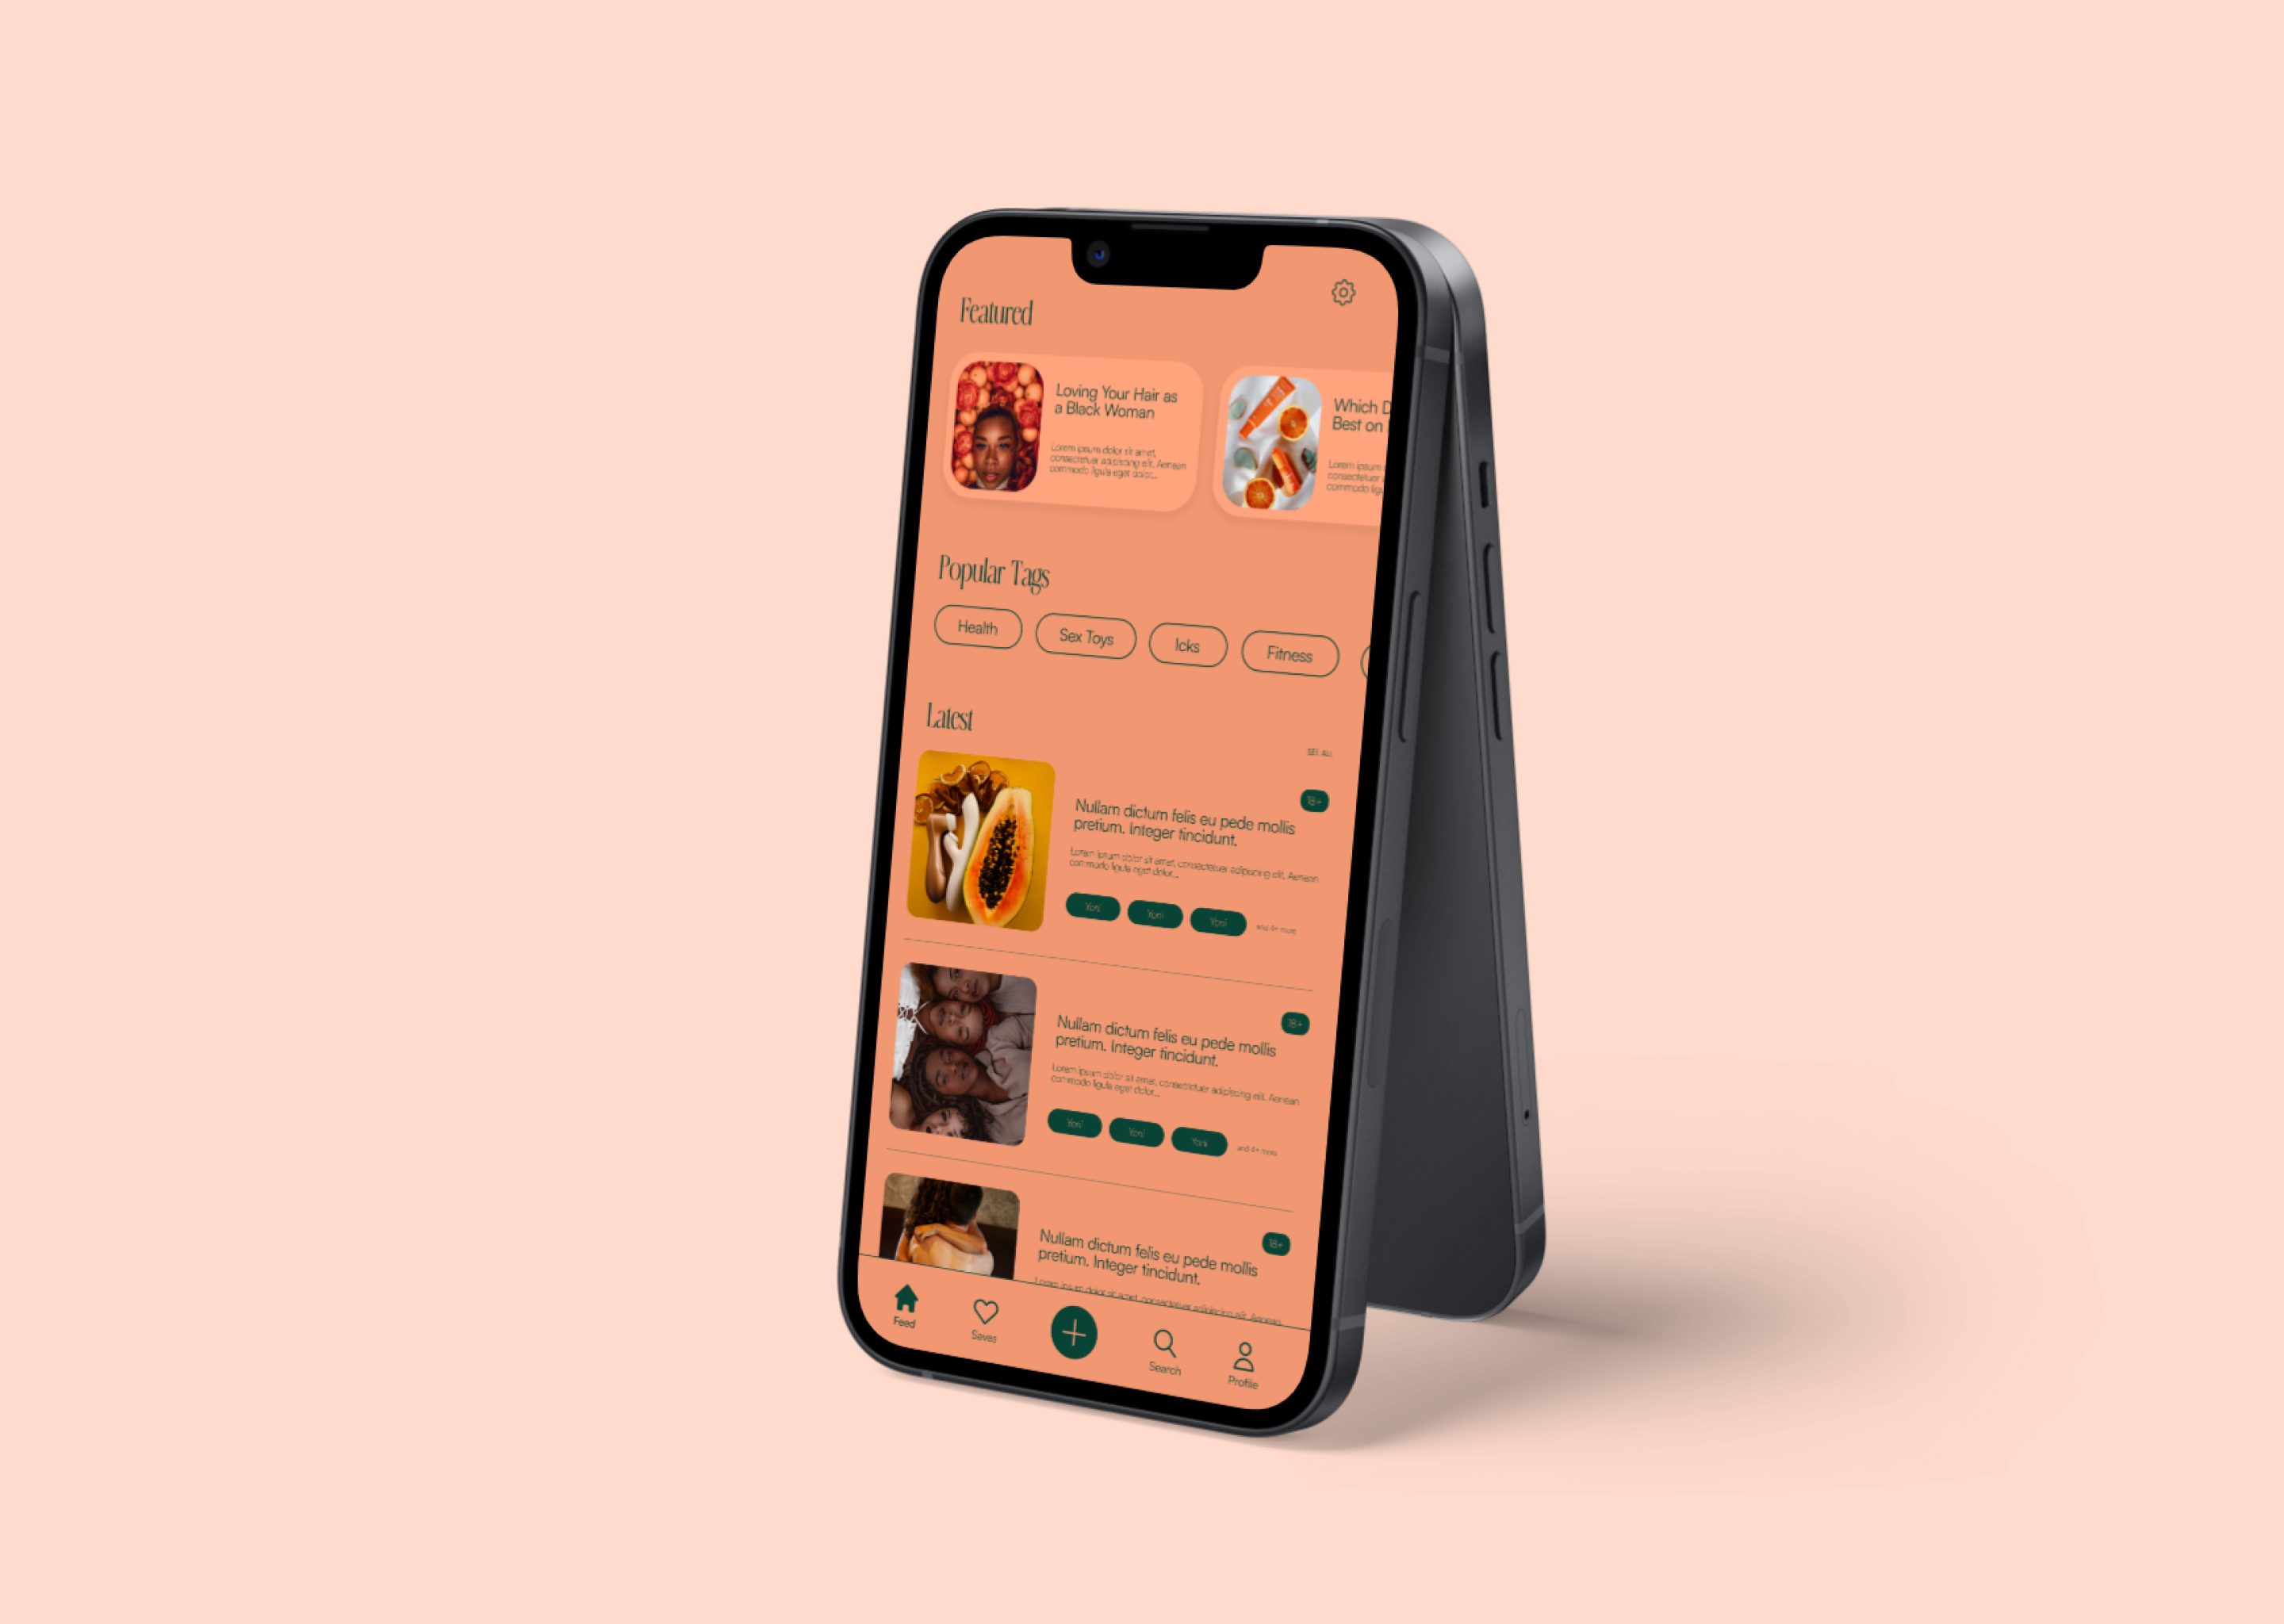 Featured
Loving Your Hair as
a Black Woman
Lorem ipsum dolor sit amet,
consectetuer adipiscing elit. Aenean
commodo ligula eget dolor...
Which D
Best on
Lorem ipsum
consectetuer
commodo ligu
Popular Tags
Health
Sex Toys
Icks
Fitness
Latest
SEE ALL
18+
Nullam dictum felis eu pede mollis
pretium. Integer tincidunt.
Lorem ipsum dolor sit amet, consectetuer adipiscing elit. Aenean
commodo ligula eget dolor...
Yoni
Yoni
Yoni
and 4+ more
18+
Nullam dictum felis eu pede mollis
pretium. Integer tincidunt.
Lorem ipsum dolor sit amet, consectetuer adipiscing elit. Aenean
commodo ligula eget dolor...
Yoni
Yoni
Yoni
and 4+ more
18+
Nullam dictum felis eu pede mollis
pretium. Integer tincidunt.
Lorem ipsum dolor sit amet, consectetuer adipiscing elit. Aenean
Feed
Saves
Search
Profile